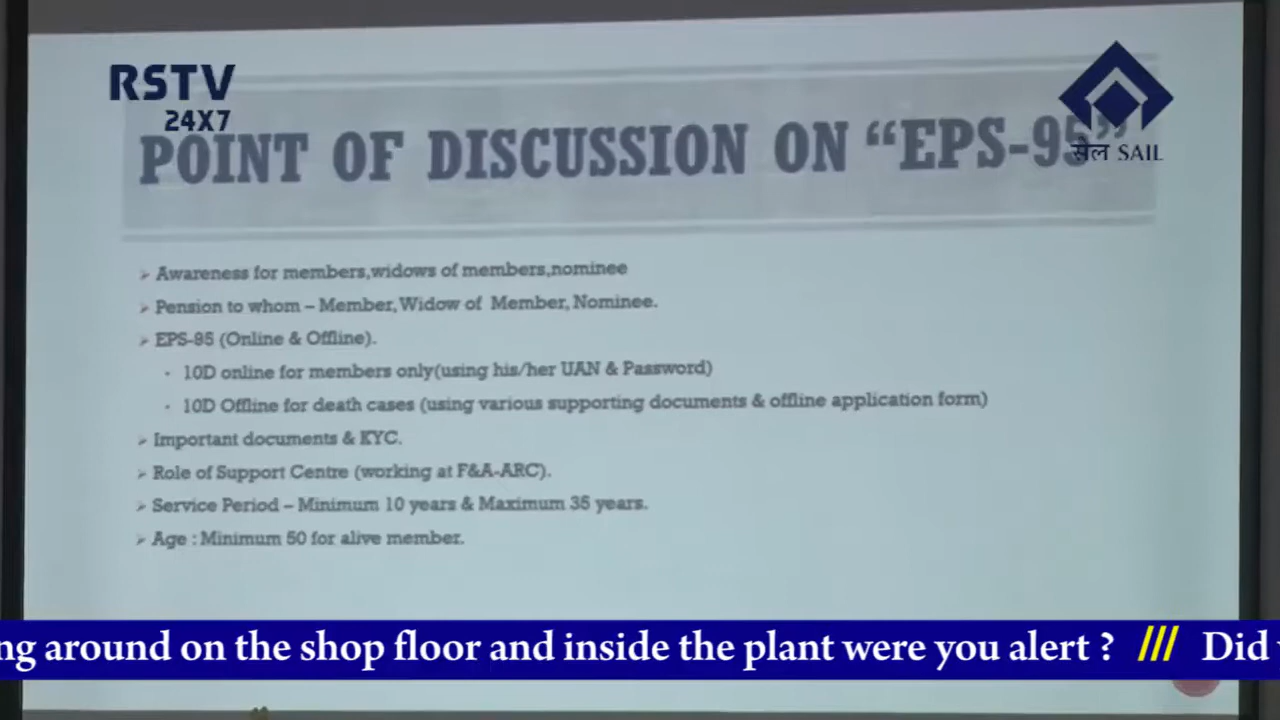 RSTV
24X7
सेल SAIL
POINT OF DISCUSSION ON “EPS-95”
Awareness for members,widows of members,nominee
Pension to whom – Member, Widow of Member, Nominee.
EPS-95 (Online & Offline).
10D online for members only(using his/her UAN & Password)
10D Offline for death cases (using various supporting documents & offline application form)
Important documents & KYC.
Role of Support Centre (working at F&A-ARC).
Service Period – Minimum 10 years & Maximum 35 years.
Age : Minimum 50 for alive member.
ng around on the shop floor and inside the plant were you alert ? /// Did